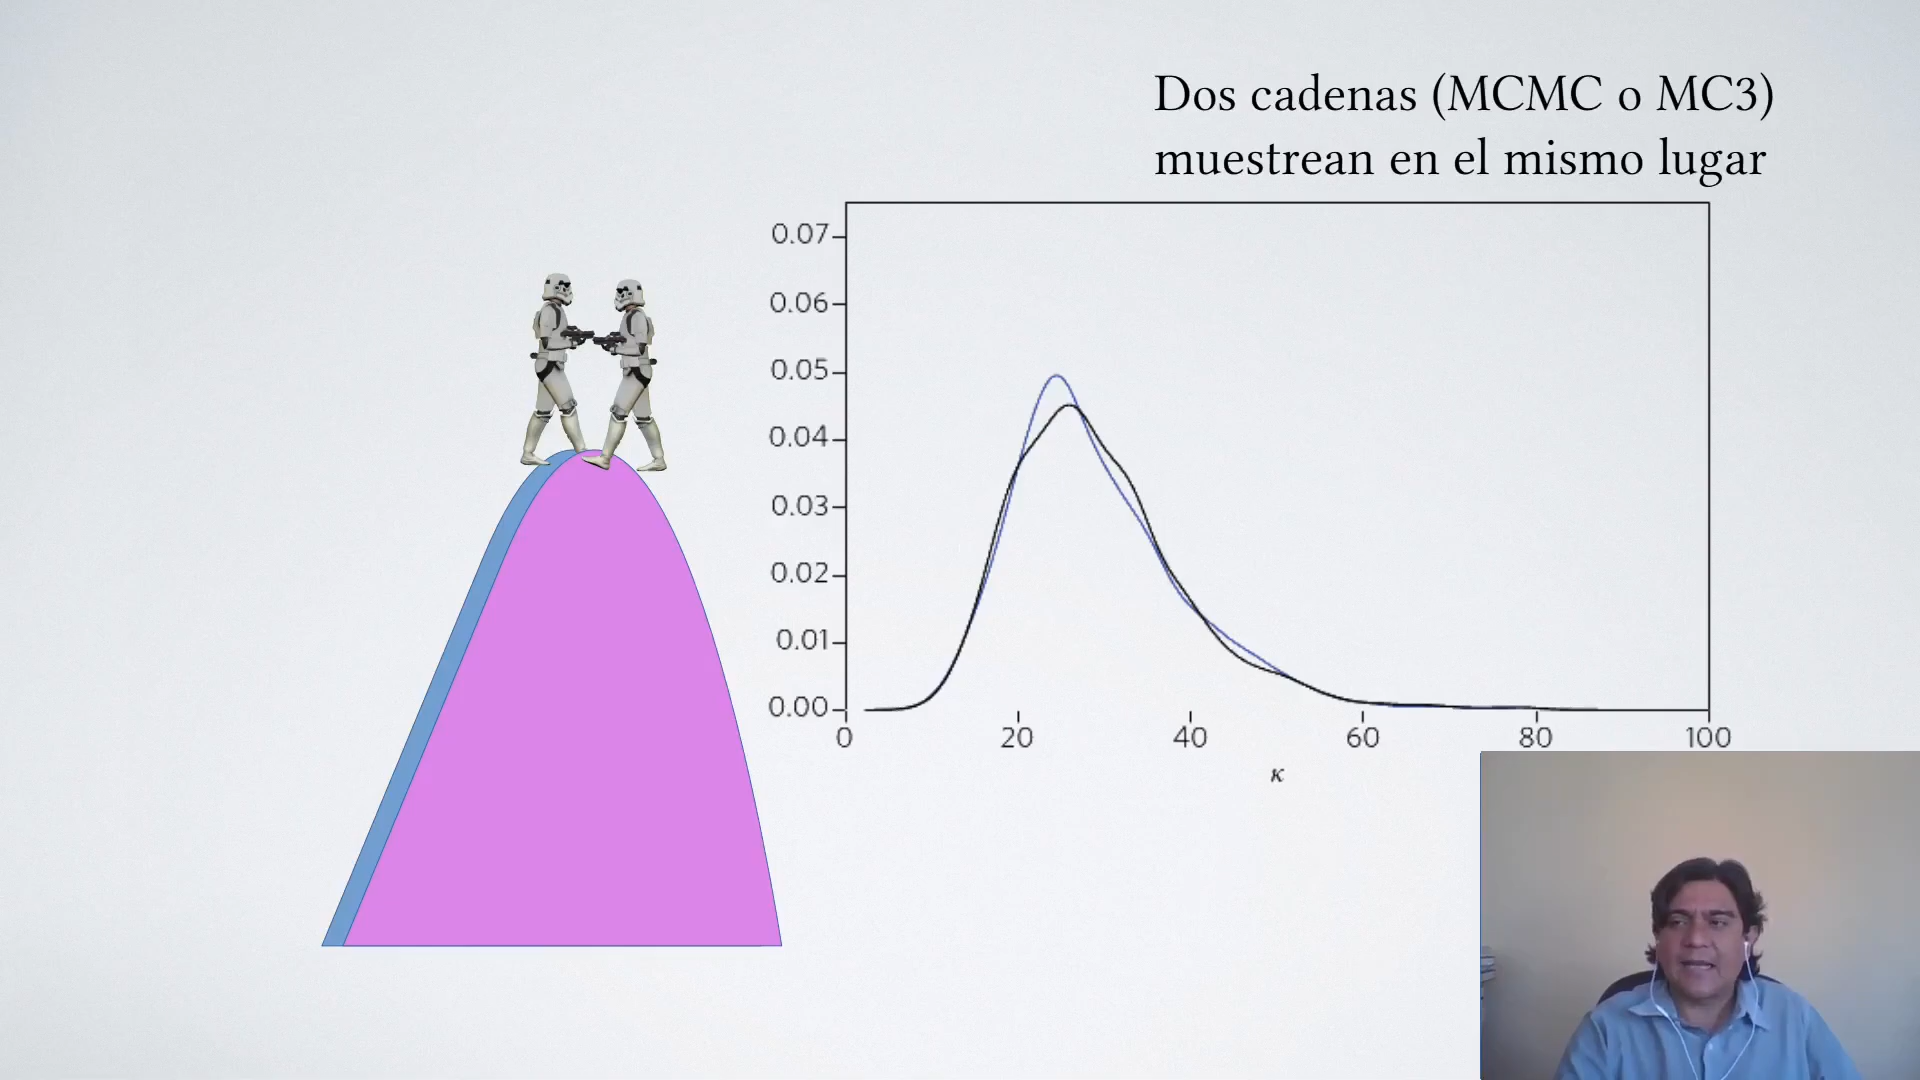 Dos cadenas (MCMC o MC3)
muestrean en el mismo lugar
0.07
0.06
0.05
0.04
0.03
0.02
0.01
0.00
0 20 40 60 80 100
κ